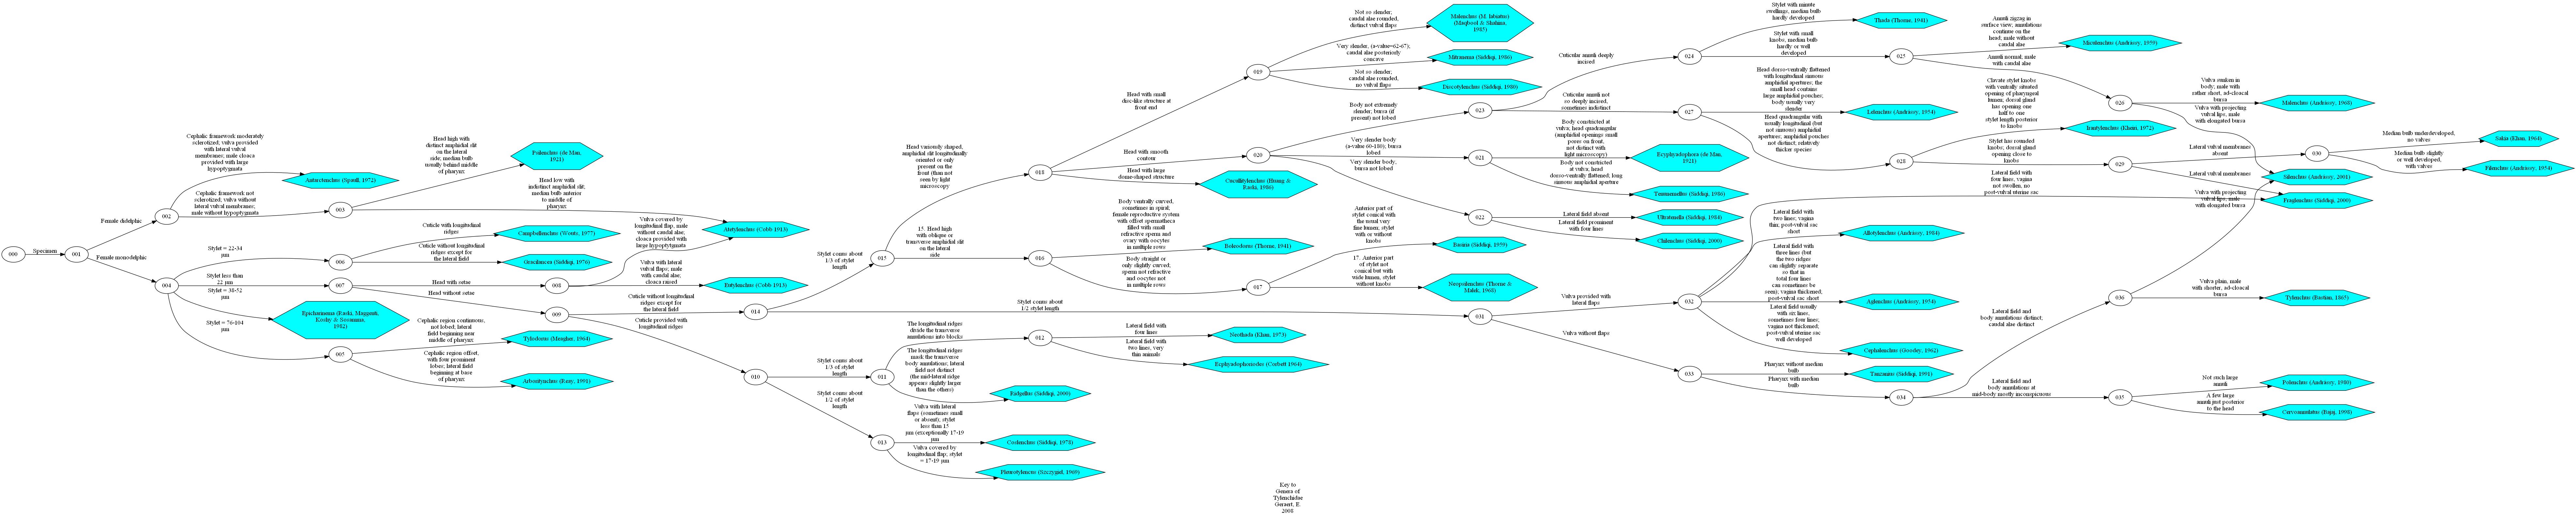 000
Specimen
001
Female didelphic
Female monodelphic
002
Cephalic framework moderately
sclerotized; vulva provided
with lateral vulval
membranes; male cloaca
provided with large
hypoptygmata
Antarctenchus (Spaull, 1972)
Cephalic framework not
sclerotized; vulva without
lateral vulval membranes;
male without hypoptygmata
003
Head high with
distinct amphidial slit
on the lateral
side; median bulb
usually behind middle
of pharynx
Psilenchus (de Man,
1921)
Head low with
indistinct amphidial slit;
median bulb anterior
to middle of
pharynx
Atetylenchus (Cobb 1913)
004
Stylet = 22-34
µm
Stylet less than
22 µm
Stylet = 38-52
µm
Stylet = 76-104
µm
006
Cuticle with longitudinal
ridges
Campbellenchus (Wouts, 1977)
Cuticle without longitudinal
ridges except for
the lateral field
Gracilancea (Siddiqi, 1976)
007
Head with setae
Head without setae
008
Vulva covered by
longitudinal flap, male
without caudal alae;
cloaca provided with
large hypoptygmata
Vulva with lateral
vulval flaps; male
with caudal alae;
cloaca raised
Eutylenchus (Cobb 1913)
Epicharinema (Raski, Maggenti,
Koshy & Sosamma,
1982)
005
Cephalic region continuous,
not lobed; lateral
field beginning near
middle of pharynx
Tylodorus (Meagher, 1964)
Cephalic region offset,
with four prominent
lobes; lateral field
beginning at base
of pharynx
Arboritynchus (Reay, 1991)
009
Cuticle without longitudinal
ridges except for
the lateral field
Cuticle provided with
longitudinal ridges
014
Stylet conus about
1/3 of stylet
length
Stylet conus about
1/2 stylet length
010
Stylet conus about
1/3 of stylet
length
Stylet conus about
1/2 of stylet
length
011
The longitudinal ridges
divide the transverse
annulations into blocks
The longitudinal ridges
mask the transverse
body annulations; lateral
field not distinct
(the mid-lateral ridge
appears slightly larger
than the others)
012
Lateral field with
four lines
Neothada (Khan, 1973)
Lateral field with
two lines, very
thin animals
Ecphyadophoroides (Corbett 1964)
Ridgellus (Siddiqi, 2000)
013
Vulva with lateral
flaps (sometimes small
or absent); stylet
less than 15
µm (exceptionally 17-19
µm
Coslenchus (Siddiqi, 1978)
Vulva covered by
longitudinal flap; stylet
= 17-19 µm
Pleurotylencus (Szczygiel, 1969)
015
Head variously shaped,
amphidial slit longitudinally
oriented or only
present on the
front (than not
seen by light
microscopy
15. Head high
with oblique or
transverse amphidial slit
on the lateral
side
016
Body ventrally curved,
sometimes in spiral;
female reproductive system
with offset spermatheca
filled with small
refractive sperm and
ovary with oocytes
in multiple rows
Boleodorus (Thorne, 1941)
Body straight or
only slightly curved;
sperm not refractive
and oocytes not
in multiple rows
017
Anterior part of
stylet conical with
the usual very
fine lumen, stylet
with or without
knobs
Basiria (Siddiqi, 1959)
17. Anterior part
of stylet not
conical but with
wide lumen, stylet
without knobs
Neopsilenchus (Thorne &
Malek, 1968)
018
Head with small
disc-like structure at
front end
Head with smooth
contour
Head with large
dome-shaped structure
Cucullitylenchus (Huang &
Raski, 1986)
019
Not so slender;
caudal alae rounded,
distinct vulval flaps
Malenchus (M. labiatus)
(Maqbool & Shahina,
1985)
Very slender, (a-value=62-67);
caudal alae posteriorly
concave
Mitranema (Siddiqi, 1986)
Not so slender;
caudal alae rounded,
no vulval flaps
Discotylenchus (Siddiqi, 1980)
020
Body not extremely
slender; bursa (if
present) not lobed
Very slender body
(a-value 60-180); bursa
lobed
Very slender body,
bursa not lobed
023
Cuticular annuli deeply
incised
Cuticular annuli not
so deeply incised,
sometimes indistinct
021
Body constricted at
vulva; head quadrangular
(amphidial openings small
pores on front,
not distinct with
light microscopy)
Ecyphyadophora (de Man,
1921)
Body not constricted
at vulva; head
dorso-ventrally flattened; long
sinuous amphidial aperture
Tenunemellus (Siddiqi, 1986)
022
Lateral field absent
Ultratenella (Siddiqi, 1984)
Lateral field prominent
with four lines
Chilenchus (Siddiqi, 2000)
024
Stylet with minute
swellings, median bulb
hardly developed
Thada (Thorne, 1941)
Stylet with small
knobs, median bulb
hardly or well
developed
025
Annuli zigzag in
surface view; annulations
continue on the
head; male without
caudal alae
Miculenchus (Andrássy, 1959)
Annuli normal; male
with caudal alae
026
Vulva sunken in
body; male with
rather short, ad-cloacal
bursa
Malenchus (Andrássy, 1968)
Vulva with projecting
vulval lips; male
with elongated bursa
Silenchus (Andrássy, 2001)
027
Head dorso-ventrally flattened
with longitudinal sinuous
amphidial apertures; the
small head contains
large amphidial pouches;
body usually very
slender
Lelenchus (Andrássy, 1954)
Head quadrangular with
usually longitudinal (but
not sinuous) amphidial
apertures; amphidial pouches
not distinct; relatively
thicker species
028
Clavate stylet knobs
with ventrally situated
opening of pharyngeal
lumen; dorsal gland
has opening one
half to one
stylet length posterior
to knobs
Irantylenchus (Kheiri, 1972)
Stylet has rounded
knobs; dorsal gland
opening close to
knobs
029
Lateral vulval membranes
absent
Lateral vulval membranes
030
Median bulb underdeveloped,
no valves
Sakia (Khan, 1964)
Median bulb slightly
or well developed,
with valves
Filenchus (Andrássy, 1954)
Fraglenchus (Siddiqi, 2000)
031
Vulva provided with
lateral flaps
Vulva without flaps
032
Lateral field with
four lines, vagina
not swollen, no
post-vulval uterine sac
Lateral field with
two lines, vagina
thin; post-vulval sac
short
Allotylenchus (Andrássy, 1984)
Lateral field with
three lines (but
the two ridges
can slightly separate
so that in
total four lines
can sometimes be
seen); vagina thickened;
post-vulval sac short
Aglenchus (Andrássy, 1954)
Lateral field usually
with six lines,
sometimes four lines;
vagina not thickened;
post-vulval uterine sac
well developed
Cephalenchus (Goodey, 1962)
033
Pharynx without median
bulb
Tanzanius (Siddiqi, 1991)
Pharynx with median
bulb
034
Lateral field and
body annulations distinct;
caudal alae distinct
Lateral field and
body annulations at
mid-body mostly inconspicuous
036
Vulva with projecting
vulval lips; male
with elongated bursa
Vulva plain, male
with shorter, ad-cloacal
bursa
Tylenchus (Bastian, 1865)
035
Not such large
annuli
Polenchus (Andrássy, 1980)
A few large
annuli just posterior
to the head
Cervoannulatus (Bajaj, 1998)
Key to
Genera of
Tylenchidae
Geraert, E.
2008